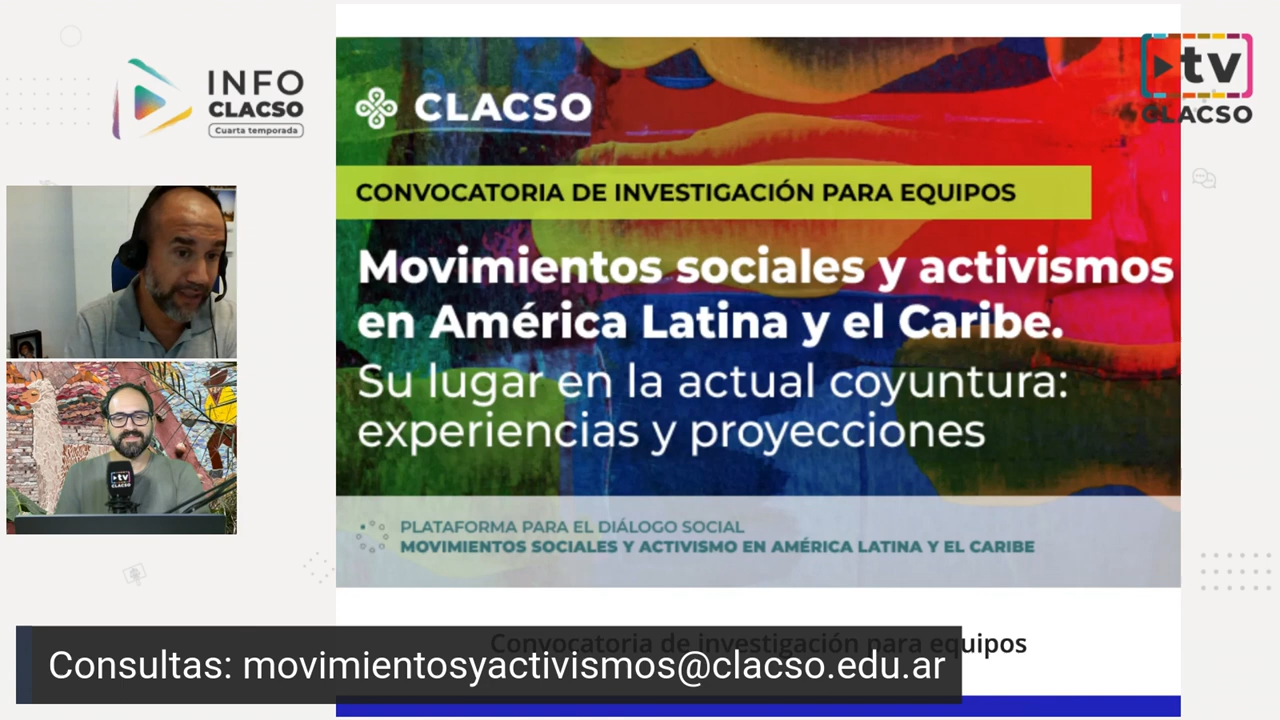 INFO
CLACSO
Cuarta temporada
CLACSO
CONVOCATORIA DE INVESTIGACIÓN PARA EQUIPOS
Movimientos sociales y activismos
en América Latina y el Caribe.
Su lugar en la actual coyuntura:
experiencias y proyecciones
PLATAFORMA PARA EL DIÁLOGO SOCIAL
MOVIMIENTOS SOCIALES Y ACTIVISMO EN AMÉRICA LATINA Y EL CARIBE
tv
CLACSO
tv
CLACSO
Convocatoria de investigación para equipos
Consultas: movimientosyactivismos@clacso.edu.ar